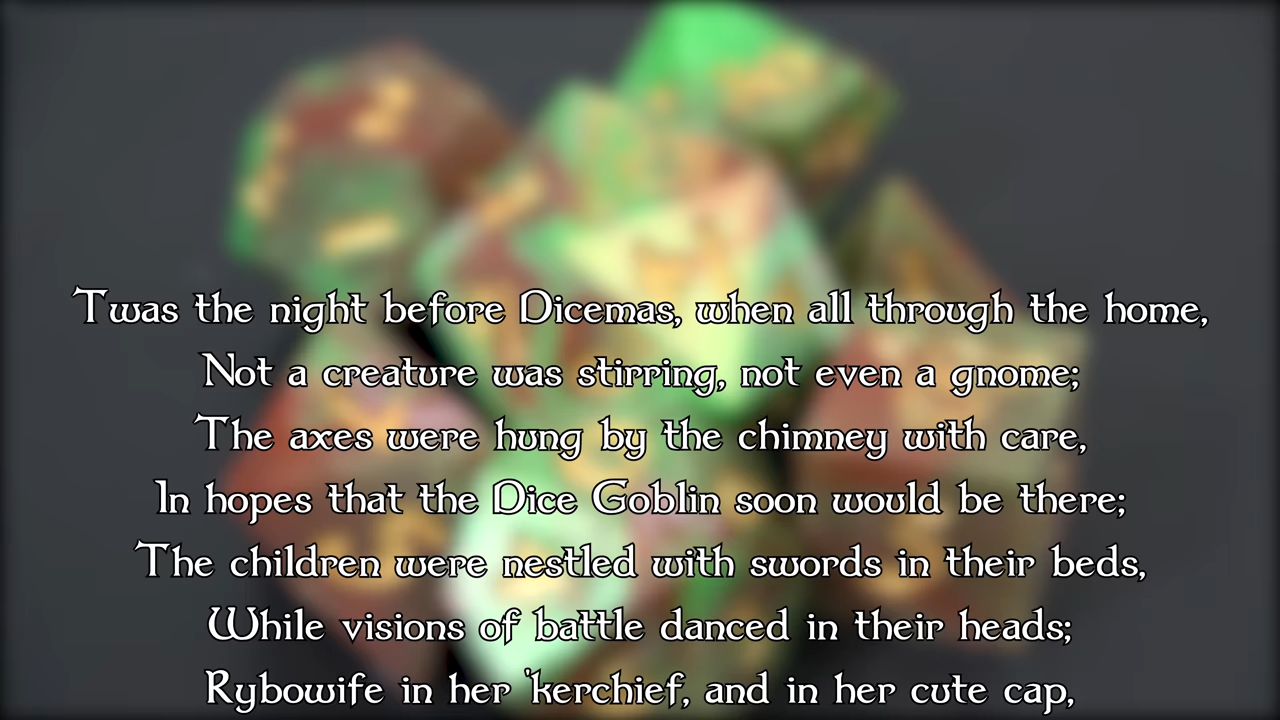 Twas the night before Dicemas, when all through the home,
Not a creature was stirring, not even a gnome;
The axes were hung by the chimney with care,
In hopes that the Dice Goblin soon would be there;
The children were nestled with swords in their beds,
While visions of battle danced in their heads;
Rybowife in her 'kerchief, and in her cute cap,